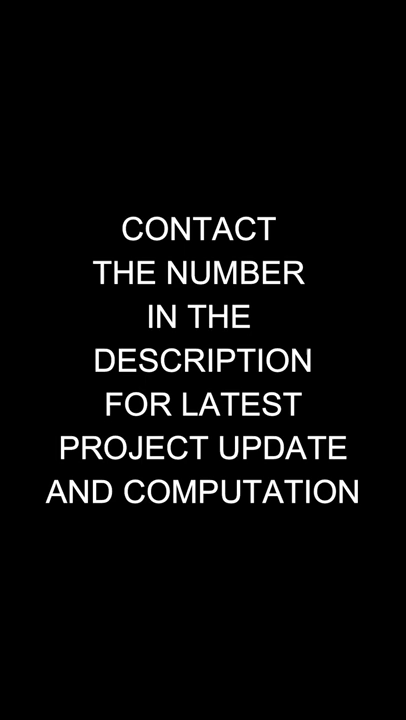 CONTACT
THE NUMBER
IN THE
DESCRIPTION
FOR LATEST
PROJECT UPDATE
AND COMPUTATION